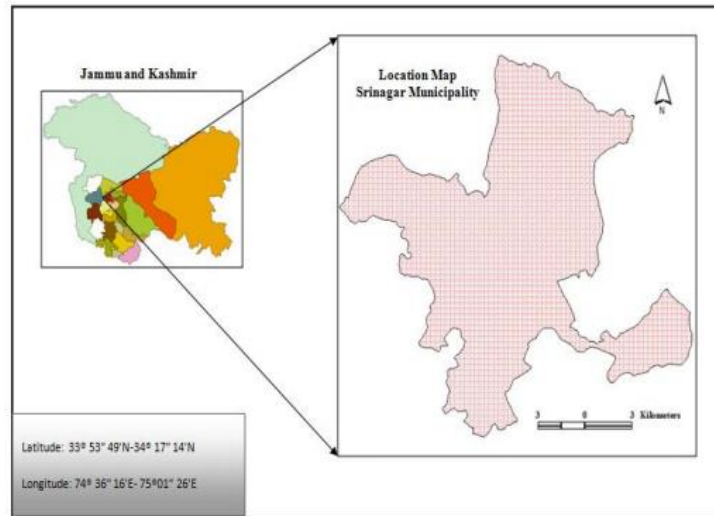 Jammu and Kashmir
Location Map
Srinagar Municipality
N
3 0 3 Kilometers
Latitude: 33º 53" 49'N-34º 17" 14'N
Longitude: 74º 36" 16'E- 75º01" 26'E